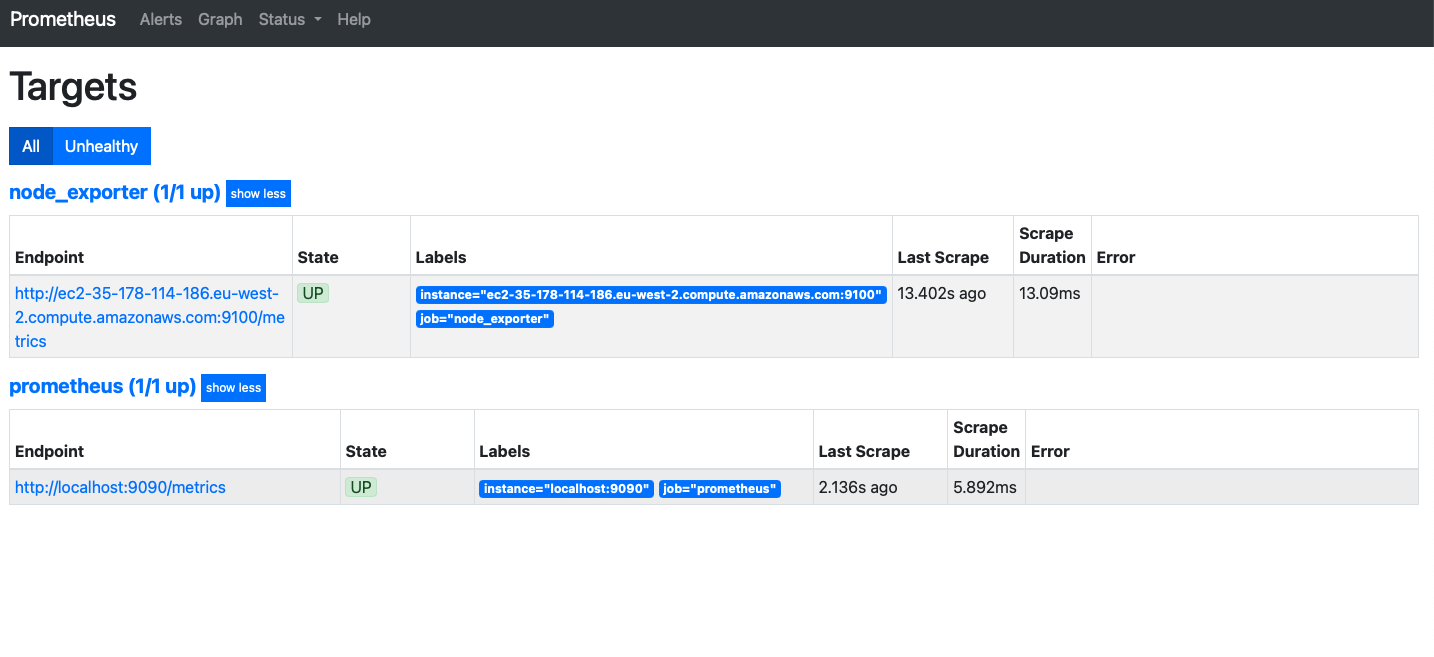 Prometheus Alerts Graph Status Help
Targets
All Unhealthy
node_exporter (1/1 up) show less
Endpoint State Labels Last Scrape Scrape Duration Error
http://ec2-35-178-114-186.eu-west-2.compute.amazonaws.com:9100/metrics UP instance="ec2-35-178-114-186.eu-west-2.compute.amazonaws.com:9100" 13.402s ago 13.09ms
job="node_exporter"
prometheus (1/1 up) show less
Endpoint State Labels Last Scrape Scrape Duration Error
http://localhost:9090/metrics UP instance="localhost:9090" job="prometheus" 2.136s ago 5.892ms